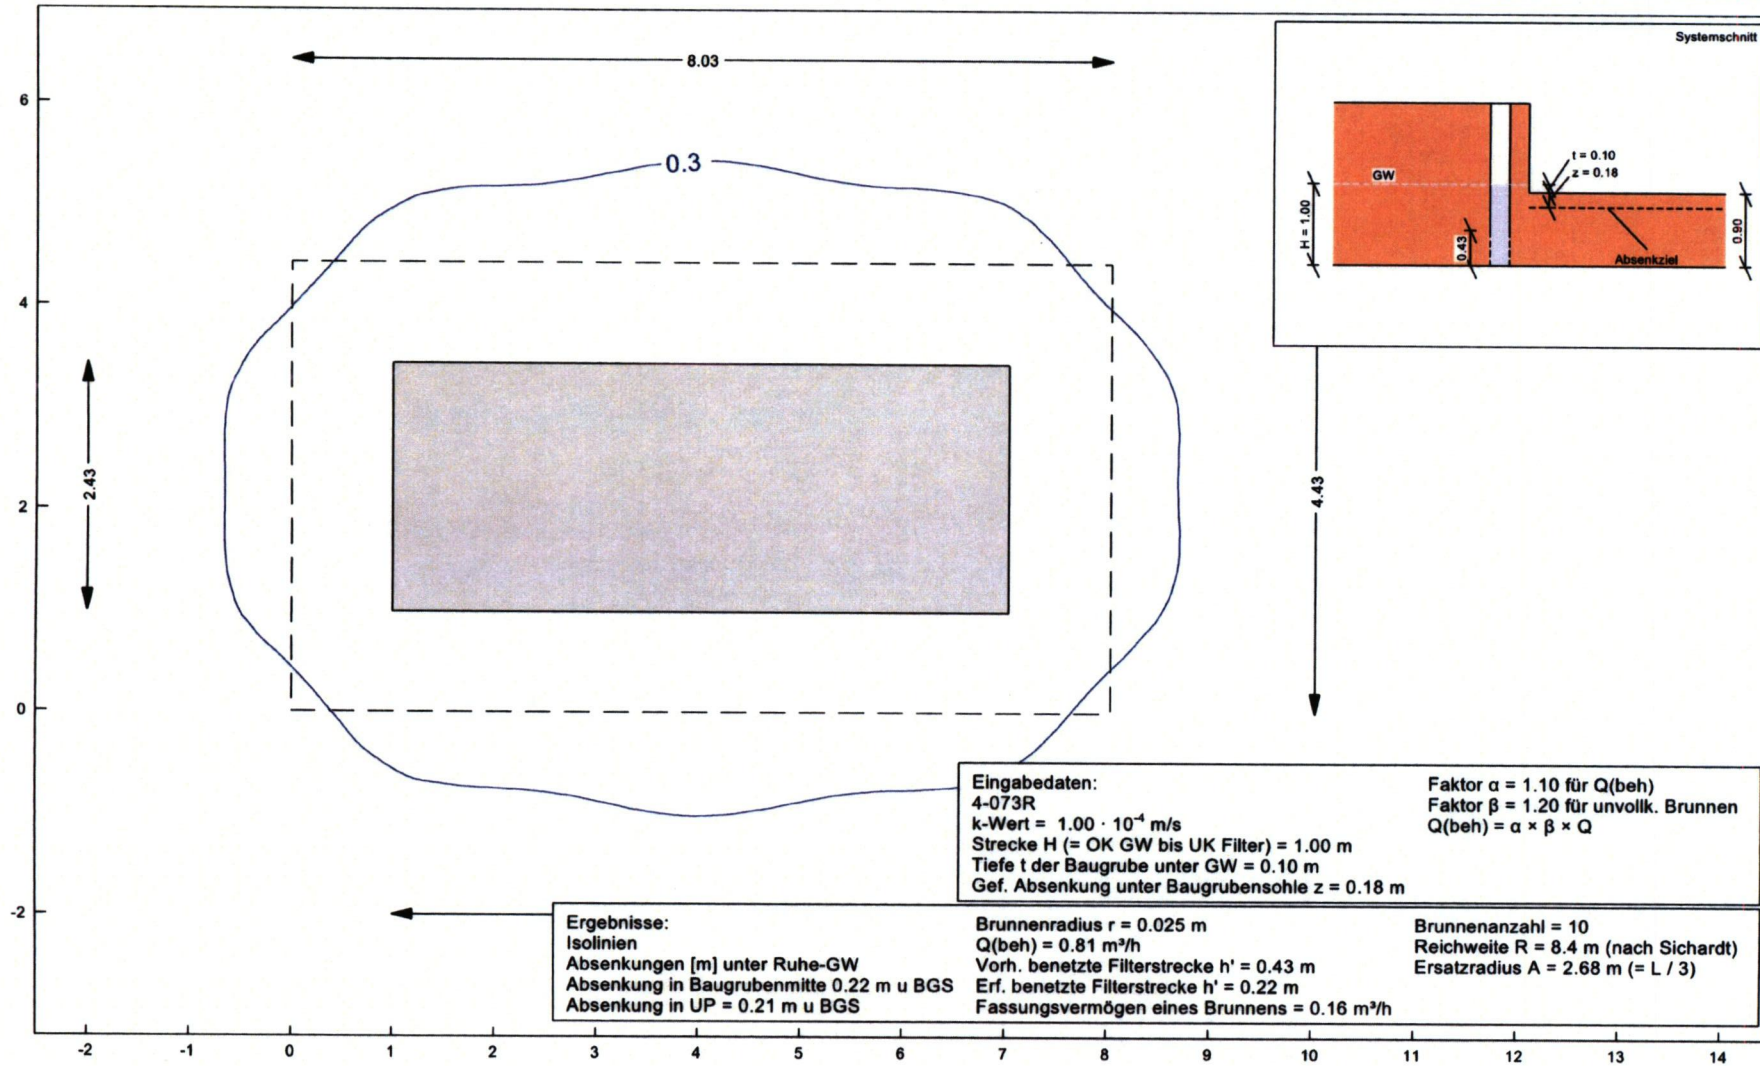 8.03
Systemschnitt
6
0.3
t = 0.10
z = 0.18
GW
H = 1.00
0.43
0.90
Absenkziel
4
2.43
2
4.43
0
Eingabedaten:
4-073R
k-Wert = 1.00 · 10⁻⁴ m/s
Strecke H (= OK GW bis UK Filter) = 1.00 m
Tiefe t der Baugrube unter GW = 0.10 m
Gef. Absenkung unter Baugrubensohle z = 0.18 m
Faktor α = 1.10 für Q(beh)
Faktor β = 1.20 für unvollk. Brunnen
Q(beh) = α × β × Q
-2
Ergebnisse:
Isolinien
Absenkungen [m] unter Ruhe-GW
Absenkung in Baugrubenmitte 0.22 m u BGS
Absenkung in UP = 0.21 m u BGS
Brunnenradius r = 0.025 m
Q(beh) = 0.81 m³/h
Vorh. benetzte Filterstrecke h' = 0.43 m
Erf. benetzte Filterstrecke h' = 0.22 m
Fassungsvermögen eines Brunnens = 0.16 m³/h
Brunnenanzahl = 10
Reichweite R = 8.4 m (nach Sichardt)
Ersatzradius A = 2.68 m (= L / 3)
-2 -1 0 1 2 3 4 5 6 7 8 9 10 11 12 13 14